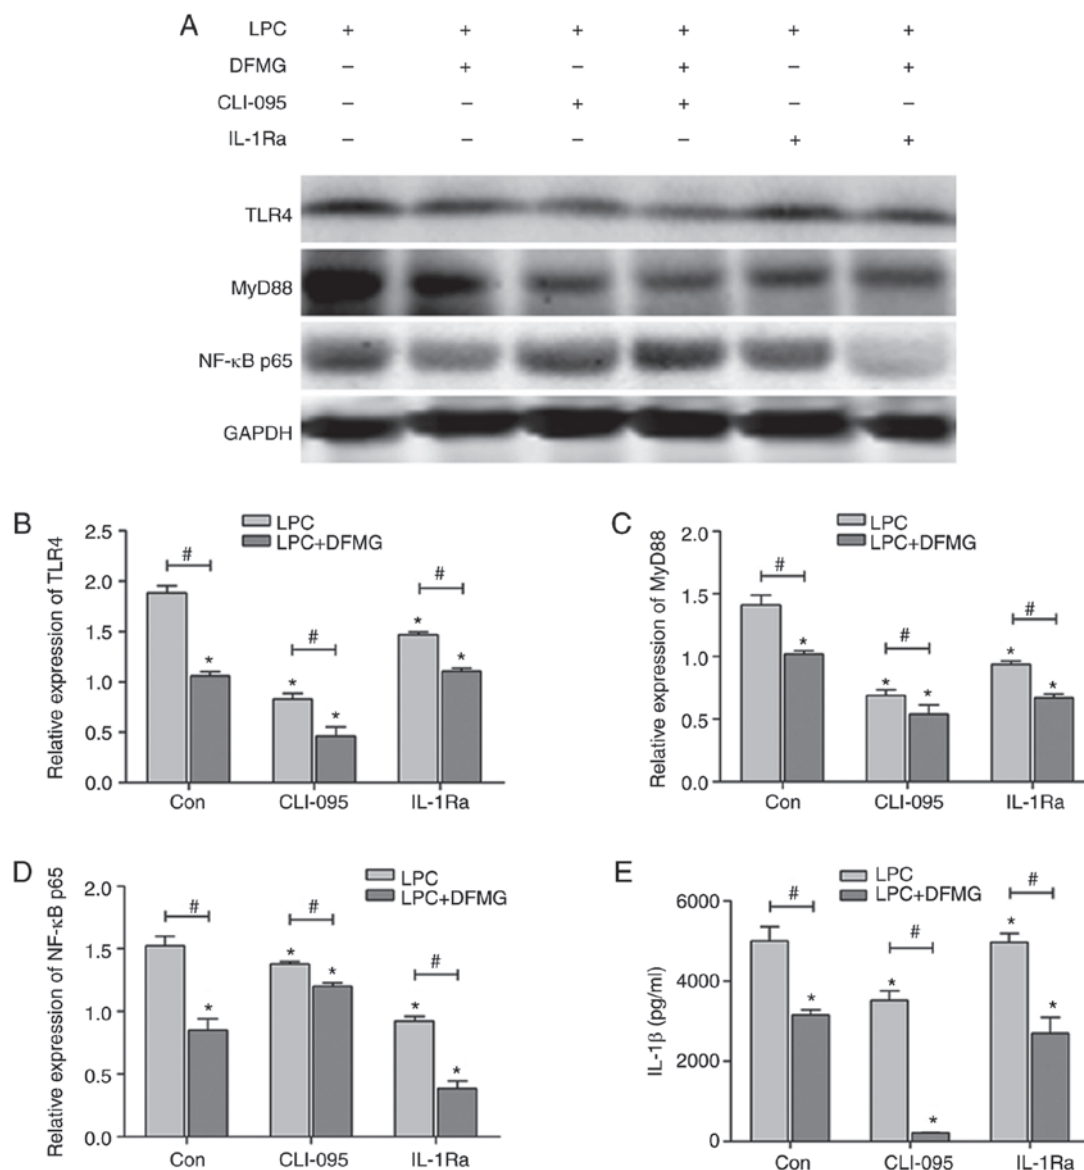 A
LPC + + + + + +
DFMG – + – + – +
CLI-095 – – + + – –
IL-1Ra – – – – + +
TLR4
MyD88
NF-κB p65
GAPDH
B
Relative expression of TLR4
LPC
LPC+DFMG
2.5
2.0
1.5
1.0
0.5
0.0
# # #
* * * * *
Con CLI-095 IL-1Ra
C
Relative expression of MyD88
LPC
LPC+DFMG
2.0
1.5
1.0
0.5
0.0
# # #
* * * * *
Con CLI-095 IL-1Ra
D
Relative expression of NF-κB p65
LPC
LPC+DFMG
2.0
1.5
1.0
0.5
0.0
# # #
* * * * *
Con CLI-095 IL-1Ra
E
IL-1β (pg/ml)
LPC
LPC+DFMG
6000
4000
2000
0
# # #
* * * * *
Con CLI-095 IL-1Ra